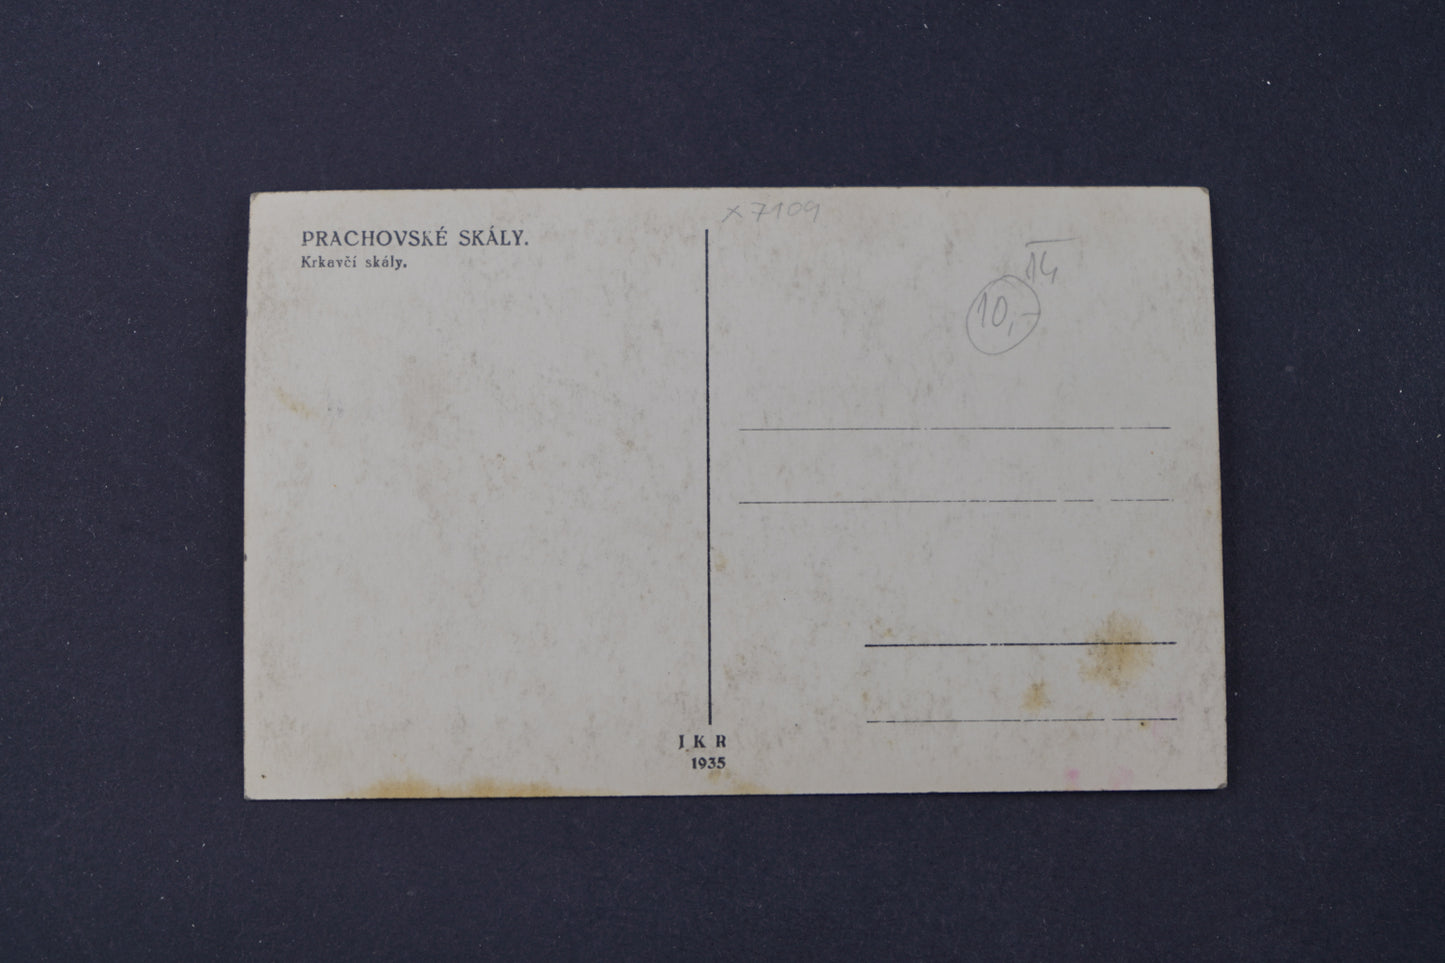 PRACHOVSKÉ SKÁLY.
Krkavčí skály.
x7109
14
10,-
J K R
1935